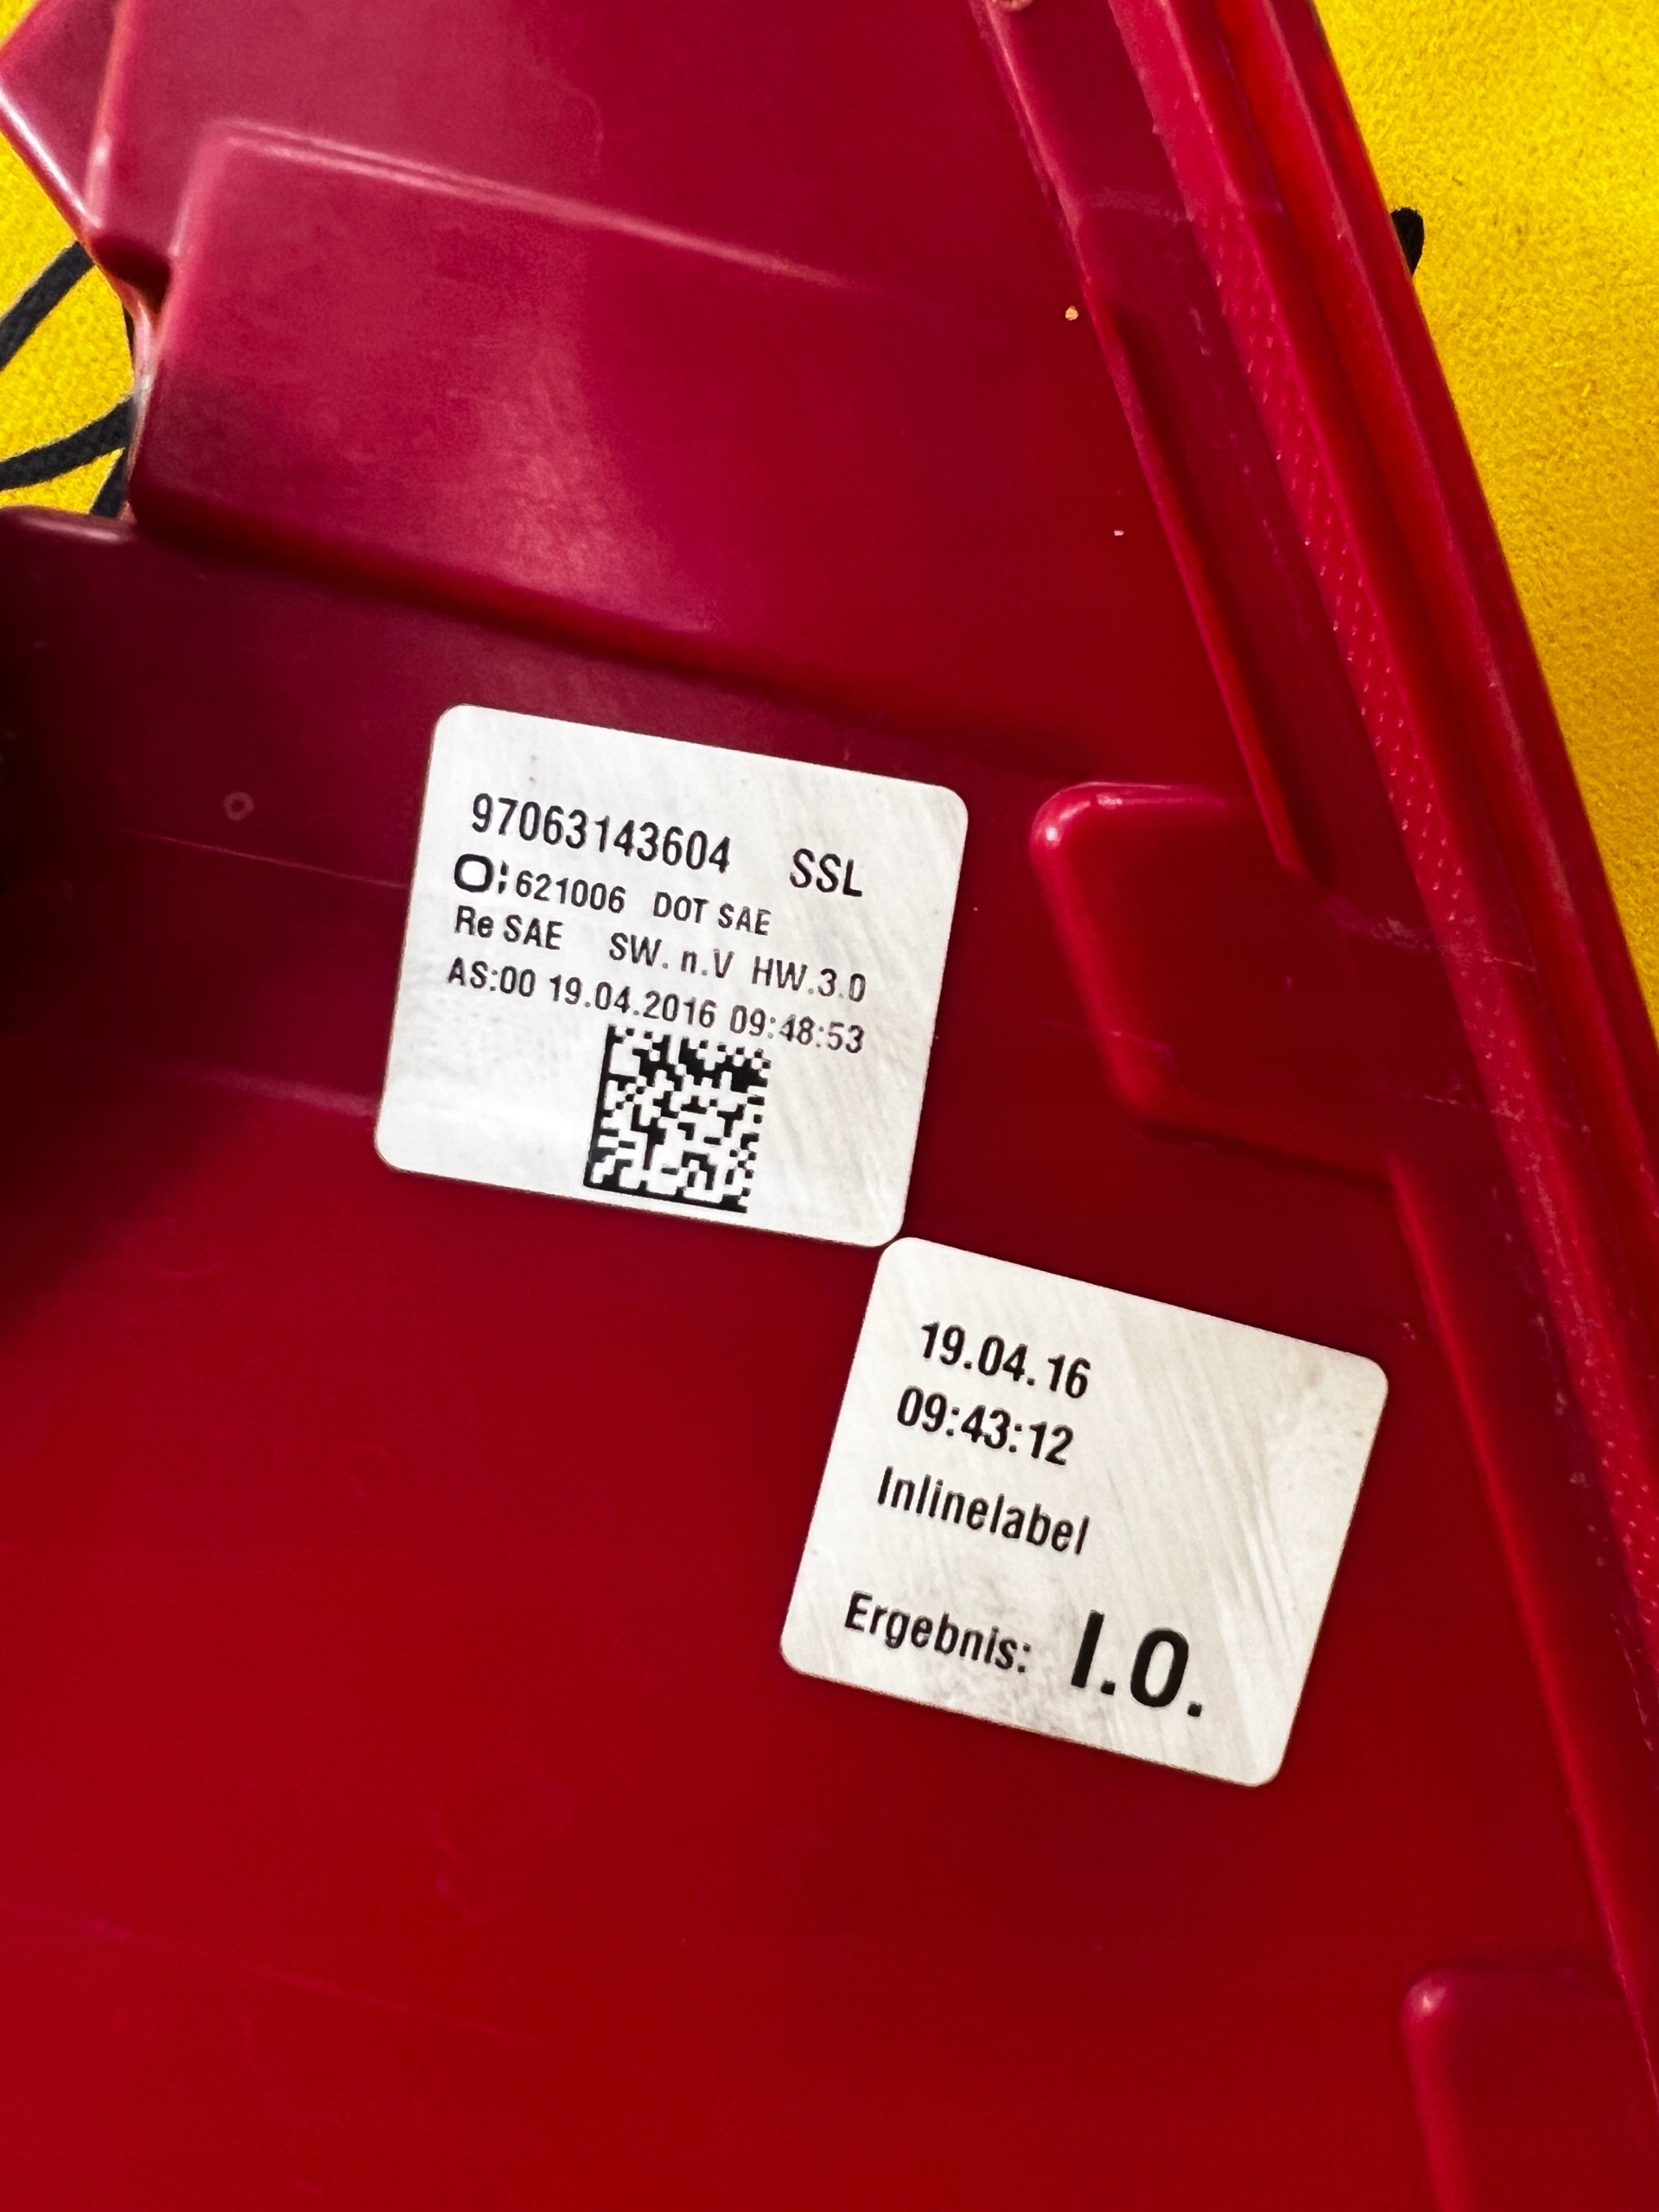 97063143604 SSL
621006 DOT SAE
Re SAE SW. n.V HW.3.0
AS:00 19.04.2016 09:48:53
19.04.16
09:43:12
Inlinelabel
Ergebnis: I.O.